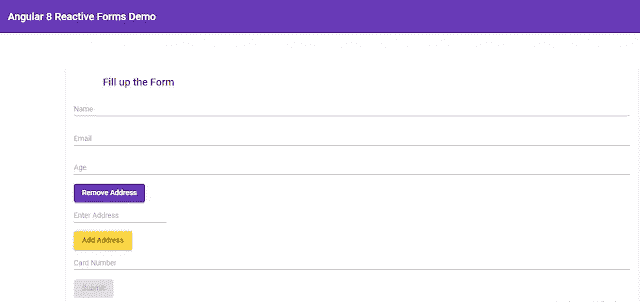 Angular 8 Reactive Forms Demo
Fill up the Form
Name
Email
Age
Remove Address
Enter Address
Add Address
Card Number
Submit